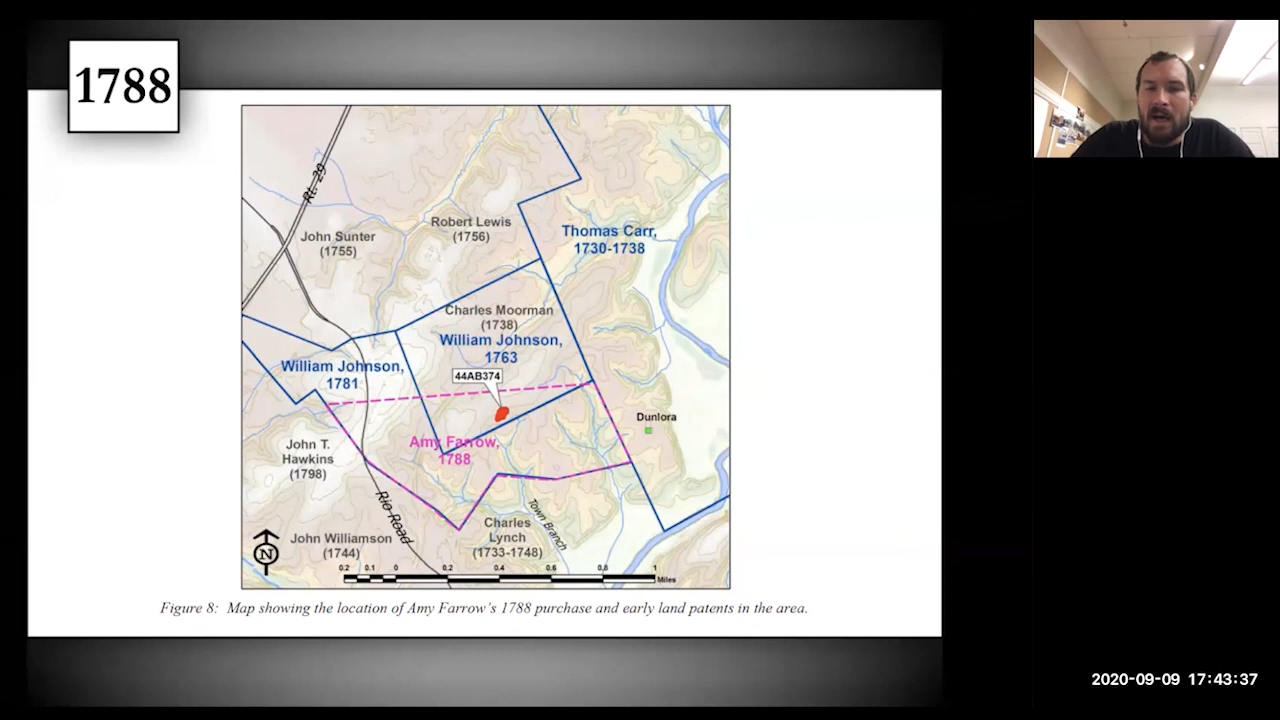 1788
Rt. 29
John Sunter
(1755)
Robert Lewis
(1756)
Thomas Carr,
1730-1738
Charles Moorman
(1738)
William Johnson,
1763
William Johnson,
1781
44AB374
Dunlora
Amy Farrow,
1788
John T.
Hawkins
(1798)
Rio Road
Town Branch
Charles
Lynch
(1733-1748)
John Williamson
(1744)
N
0.2 0.1 0 0.2 0.4 0.6 0.8 1
Miles
Figure 8: Map showing the location of Amy Farrow's 1788 purchase and early land patents in the area.
2020-09-09 17:43:37